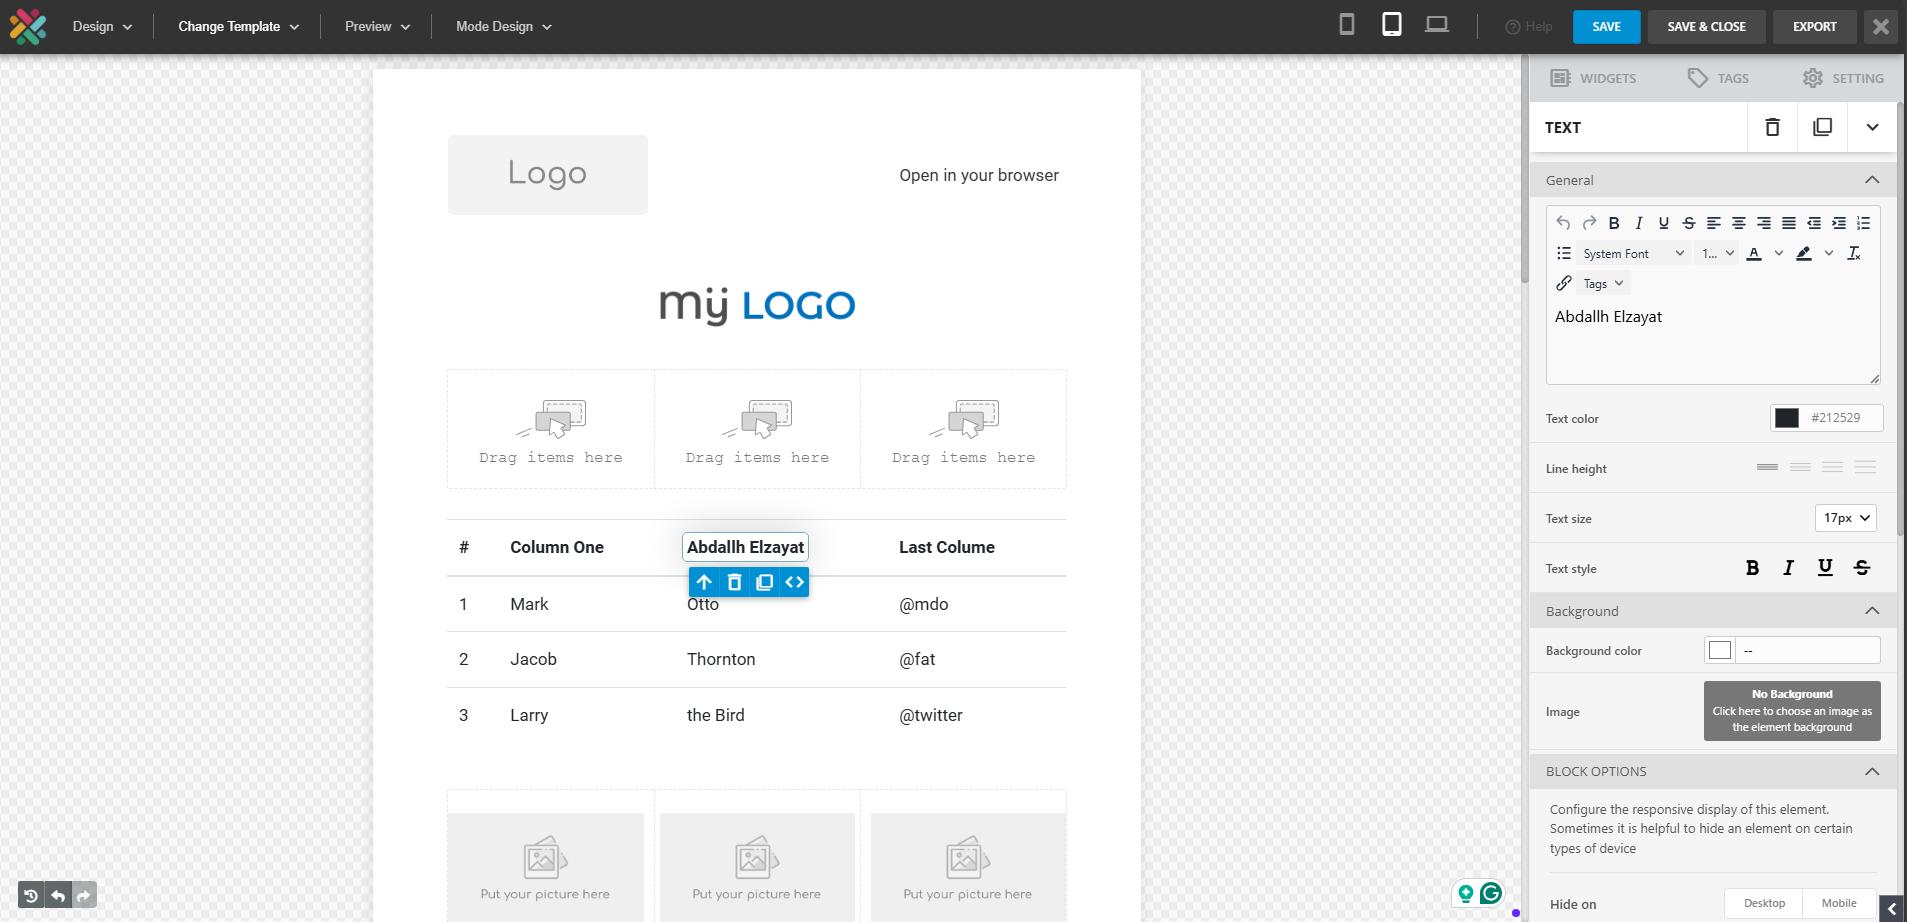 Design
Change Template
Preview
Mode Design
Help
SAVE
SAVE & CLOSE
EXPORT
WIDGETS
TAGS
SETTING
TEXT
General
System Font
1...
Tags
Abdallh Elzayat
Text color
#212529
Line height
Text size
17px
Text style
Background
Background color
--
Image
No Background
Click here to choose an image as
the element background
BLOCK OPTIONS
Configure the responsive display of this element.
Sometimes it is helpful to hide an element on certain
types of device
Hide on
Desktop
Mobile
Logo
Open in your browser
mÿ LOGO
Drag items here
Drag items here
Drag items here
# Column One Abdallh Elzayat Last Colume
1 Mark Otto @mdo
2 Jacob Thornton @fat
3 Larry the Bird @twitter
Put your picture here
Put your picture here
Put your picture here